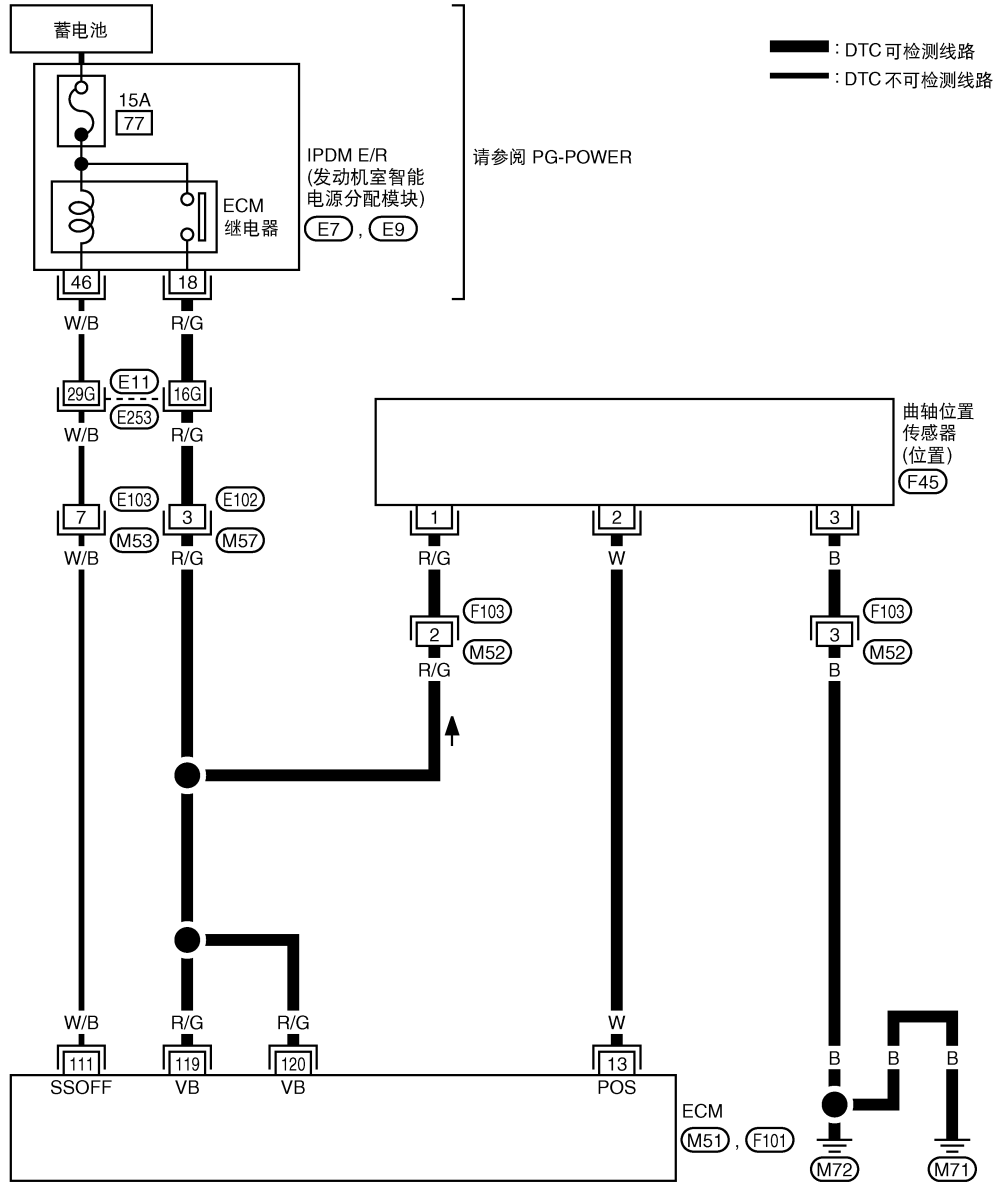 蓄电池
: DTC 可检测线路
: DTC 不可检测线路
15A
77
IPDM E/R
(发动机室智能
电源分配模块)
E7 , E9
请参阅 PG-POWER
ECM
继电器
46
18
W/B
R/G
29G
E11
E253
16G
W/B
R/G
曲轴位置
传感器
(位置)
F45
7
E103
M53
3
E102
M57
1
2
3
W/B
R/G
R/G
W
B
2
F103
M52
3
F103
M52
R/G
B
W/B
R/G
R/G
W
B
B
B
111
119
120
13
SSOFF
VB
VB
POS
ECM
M51 , F101
M72
M71